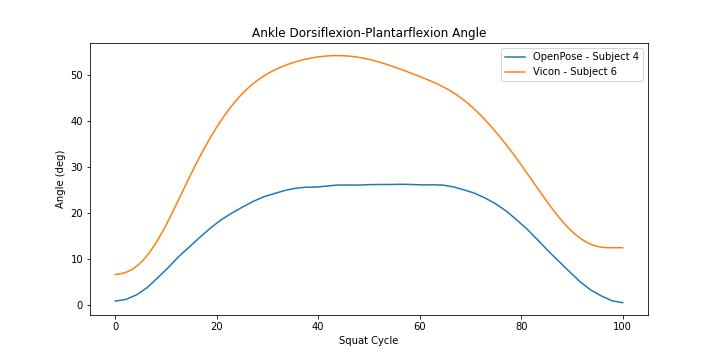 Ankle Dorsiflexion-Plantarflexion Angle
OpenPose - Subject 4
Vicon - Subject 6
Angle (deg)
50
40
30
20
10
0
0 20 40 60 80 100
Squat Cycle